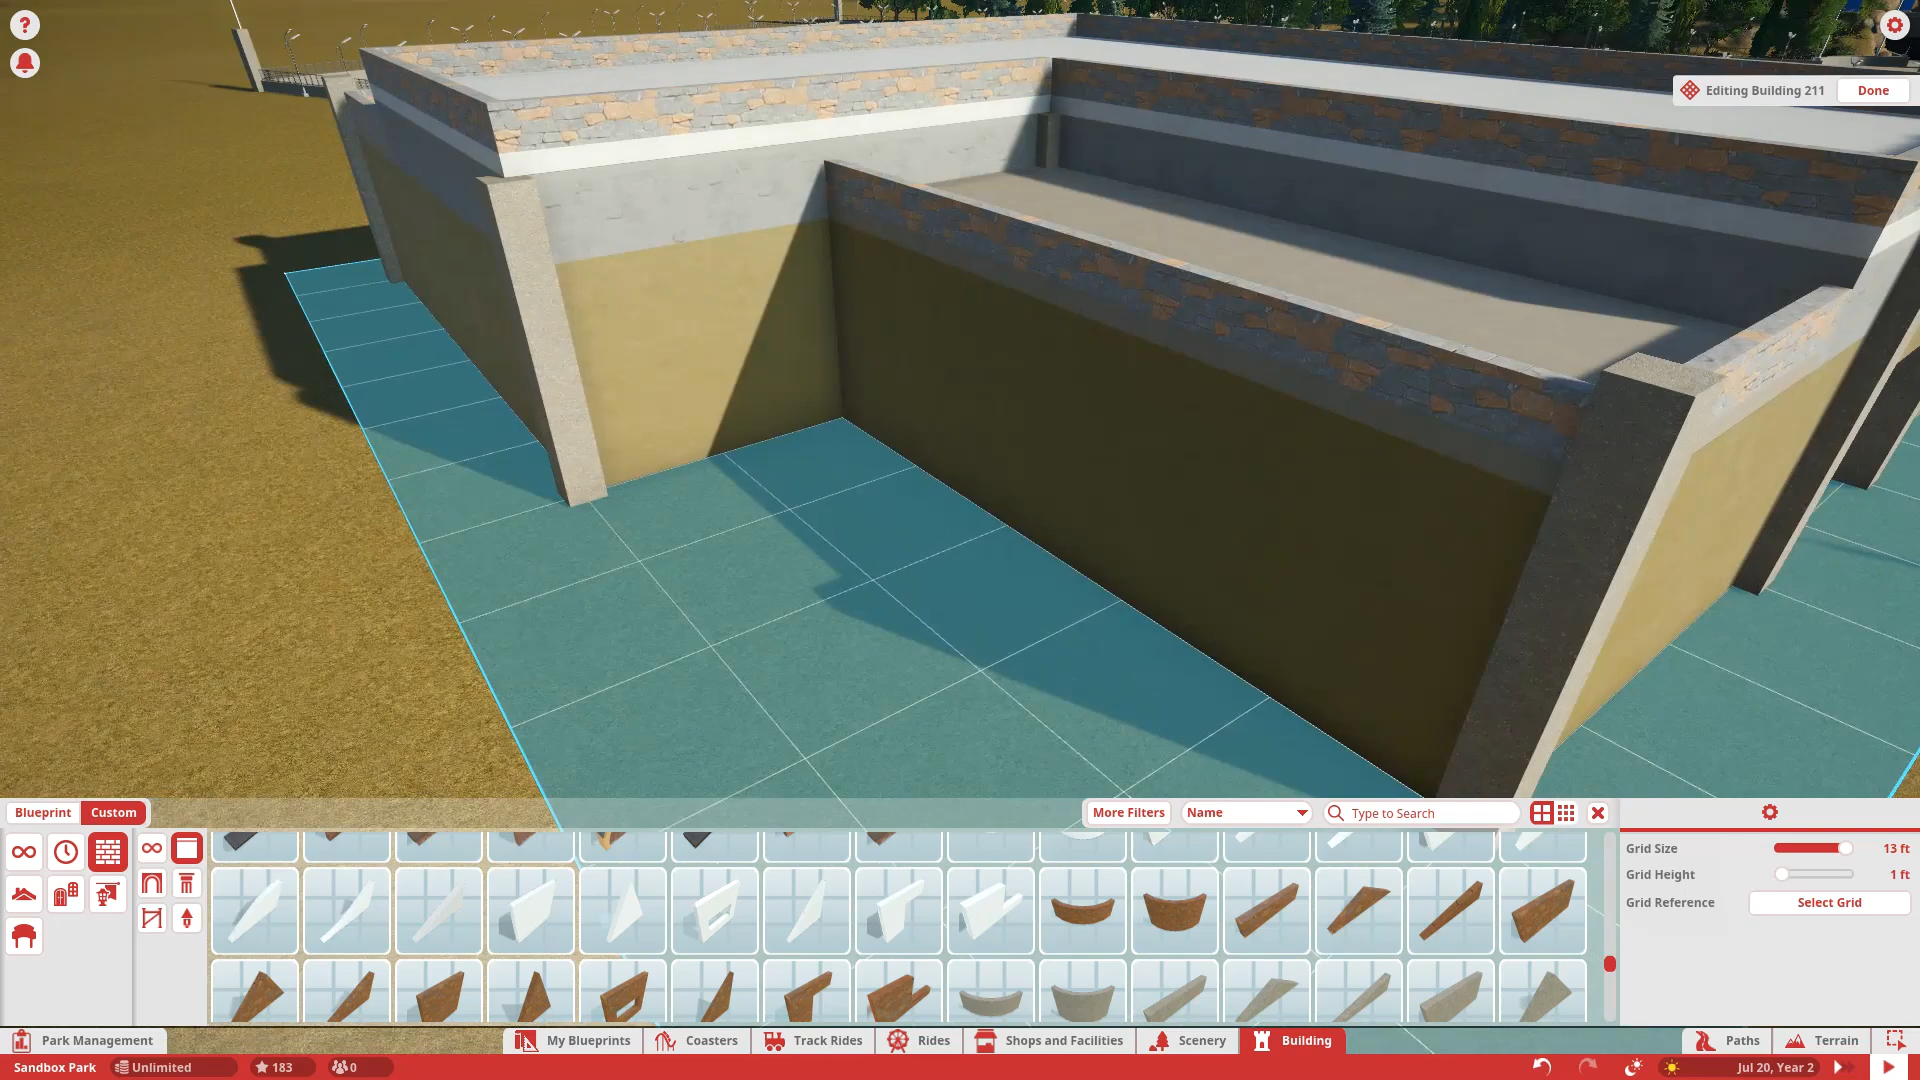 ?
Editing Building 211
Done
Blueprint
Custom
More Filters
Name
Type to Search
Grid Size
13 ft
Grid Height
1 ft
Grid Reference
Select Grid
Park Management
My Blueprints
Coasters
Track Rides
Rides
Shops and Facilities
Scenery
Building
Paths
Terrain
Sandbox Park
Unlimited
183
0
Jul 20, Year 2